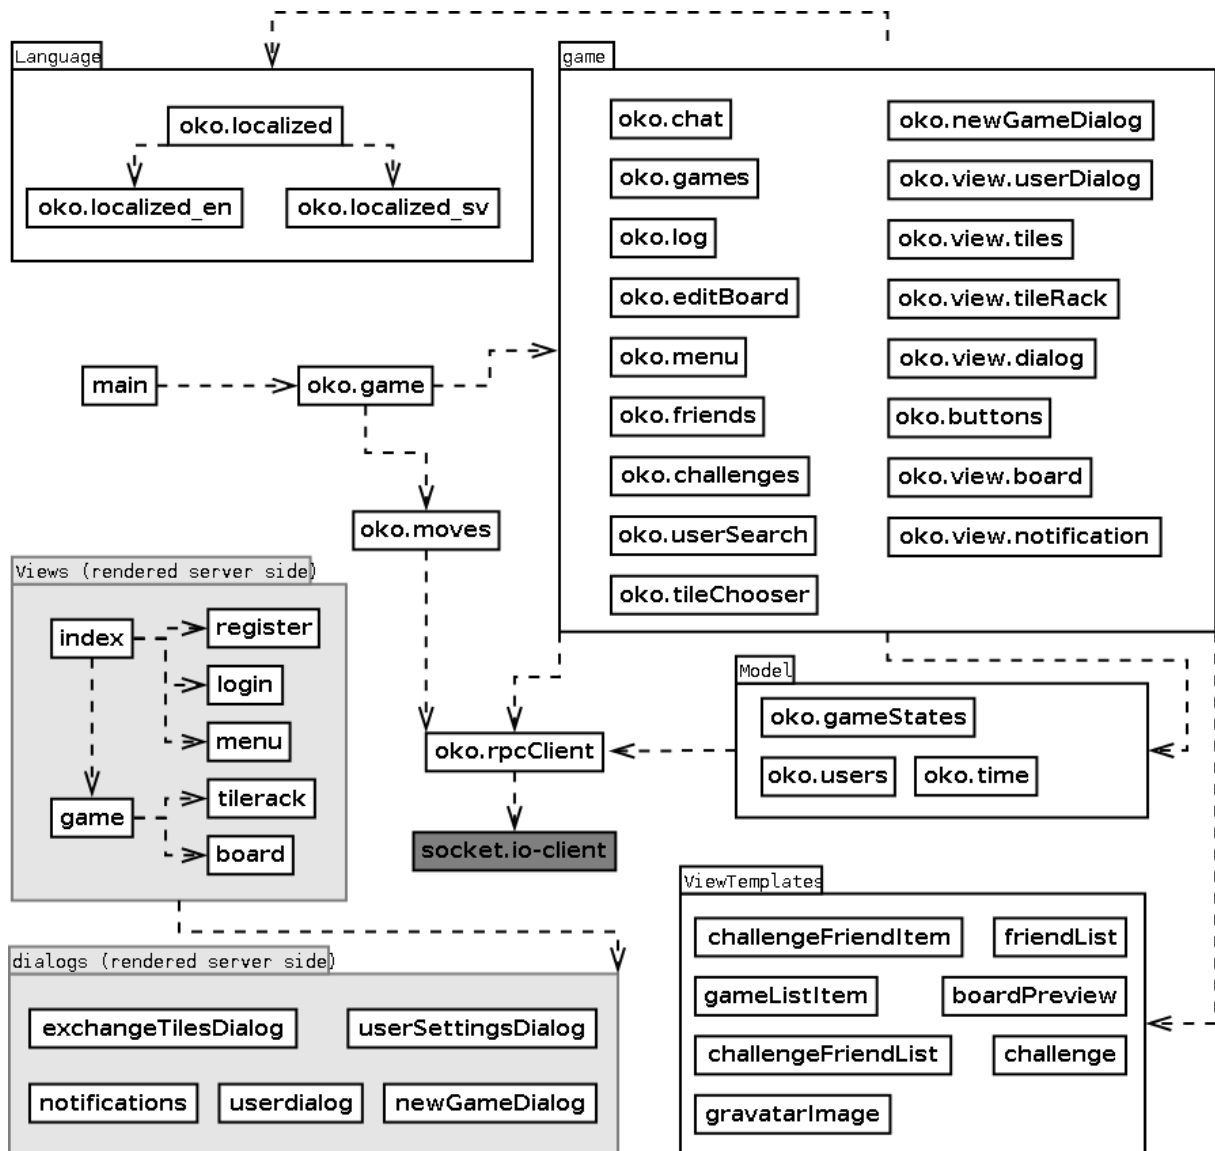 Language
oko.localized
oko.localized_en
oko.localized_sv
game
oko.chat
oko.games
oko.log
oko.editBoard
oko.menu
oko.friends
oko.challenges
oko.userSearch
oko.tileChooser
oko.newGameDialog
oko.view.userDialog
oko.view.tiles
oko.view.tileRack
oko.view.dialog
oko.buttons
oko.view.board
oko.view.notification
main
oko.game
oko.moves
Views (rendered server side)
index
register
login
menu
game
tilerack
board
oko.rpcClient
socket.io-client
Model
oko.gameStates
oko.users
oko.time
ViewTemplates
challengeFriendItem
friendList
gameListItem
boardPreview
challengeFriendList
challenge
gravatarImage
dialogs (rendered server side)
exchangeTilesDialog
userSettingsDialog
notifications
userdialog
newGameDialog